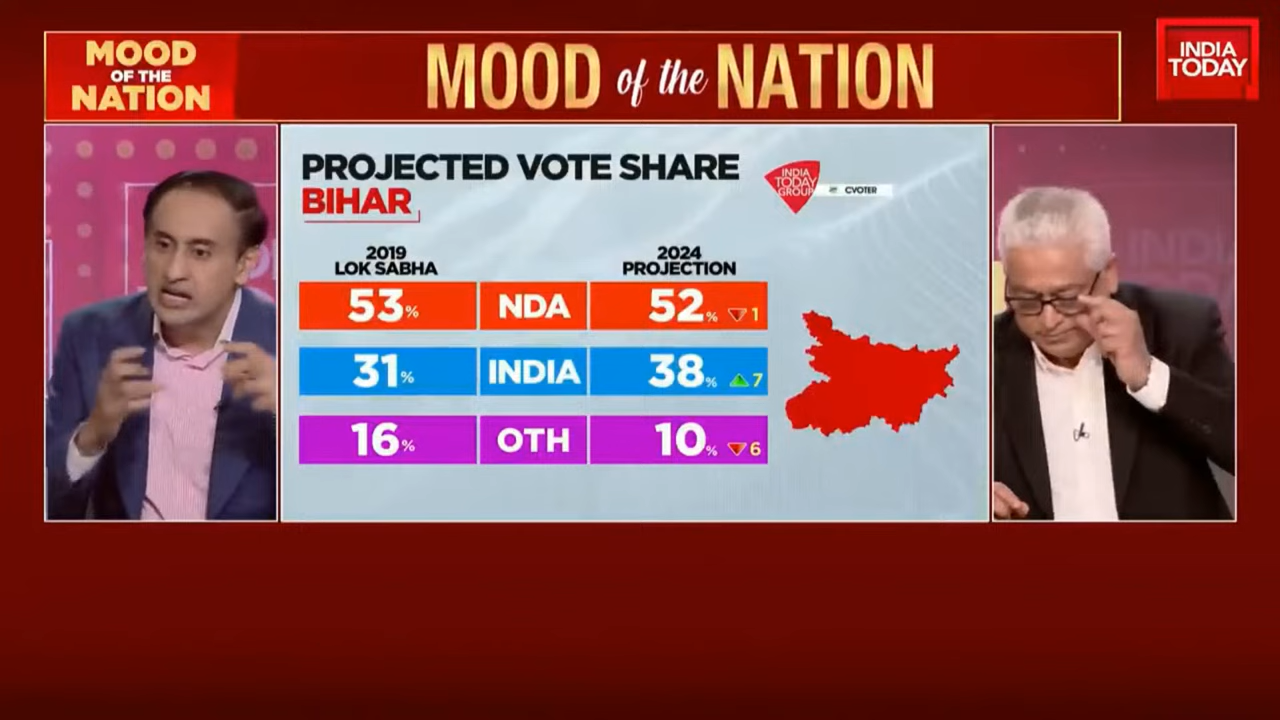 MOOD
OF THE
NATION
MOOD of the NATION
INDIA
TODAY
PROJECTED VOTE SHARE
BIHAR
INDIA
TODAY
GROUP
CVOTER
2019
LOK SABHA
2024
PROJECTION
53% NDA 52% 1
31% INDIA 38% 7
16% OTH 10% 6